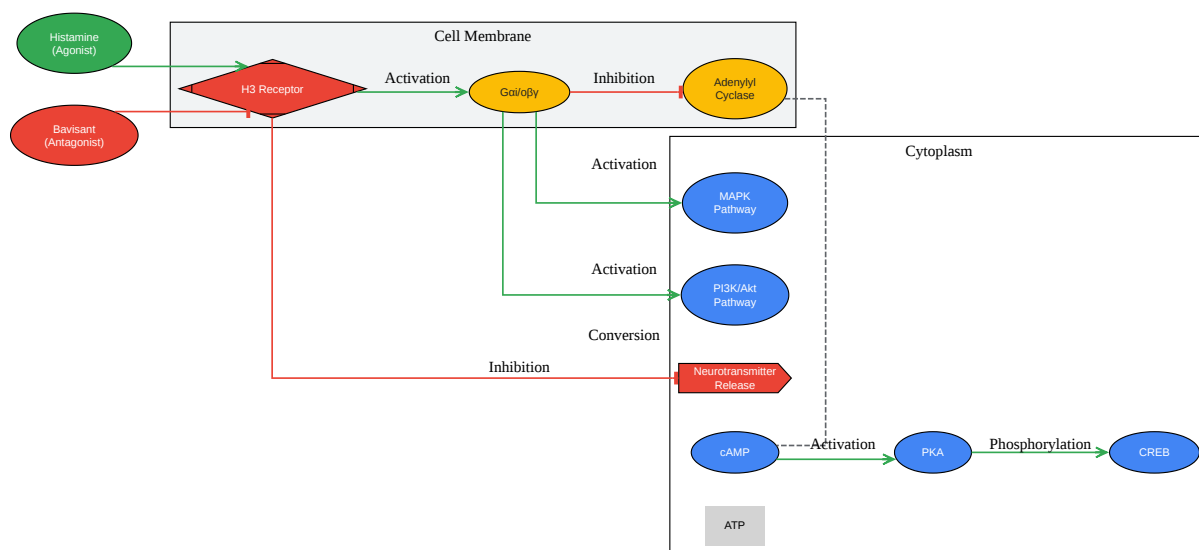 Histamine
(Agonist)
Cell Membrane
H3 Receptor
Activation
Gαi/oβγ
Inhibition
Adenylyl
Cyclase
Bavisant
(Antagonist)
Cytoplasm
Activation
MAPK
Pathway
Activation
PI3K/Akt
Pathway
Conversion
Inhibition
Neurotransmitter
Release
cAMP
Activation
PKA
Phosphorylation
CREB
ATP